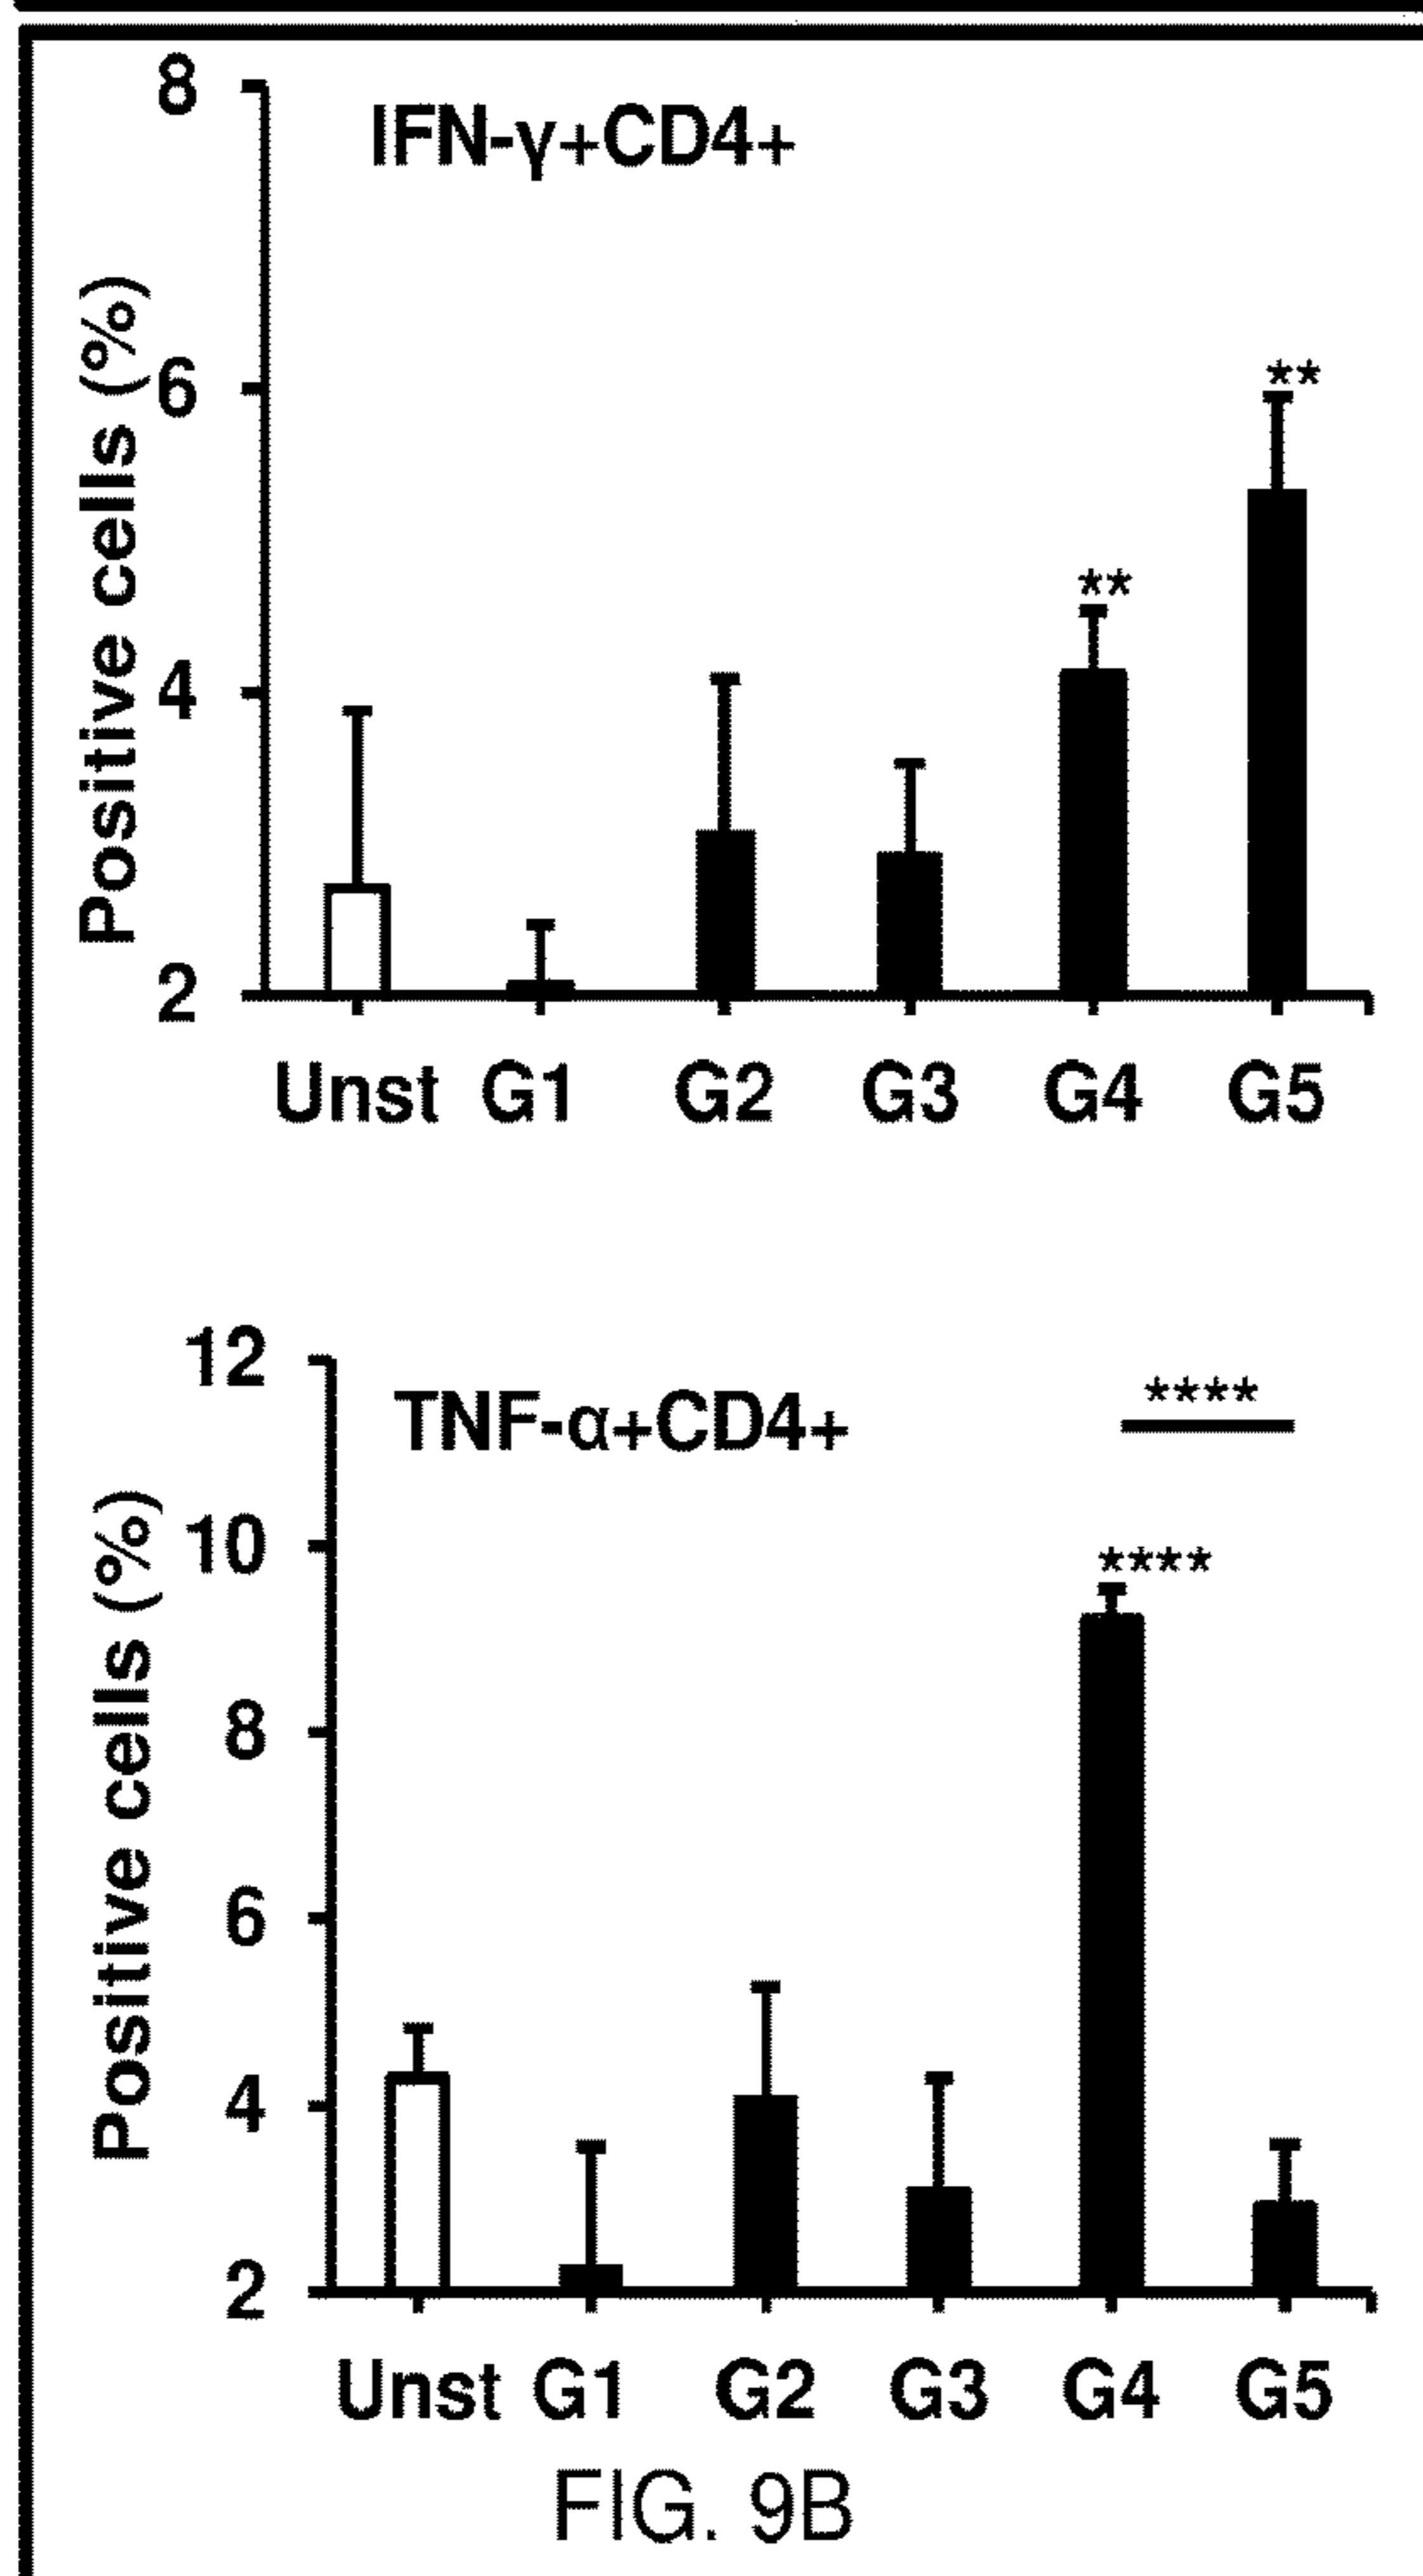 IFN-γ+CD4+
Positive cells (%)
8
6
4
2
**
**
Unst G1 G2 G3 G4 G5
TNF-α+CD4+
Positive cells (%)
12
10
8
6
4
2
****
****
Unst G1 G2 G3 G4 G5
FIG. 9B